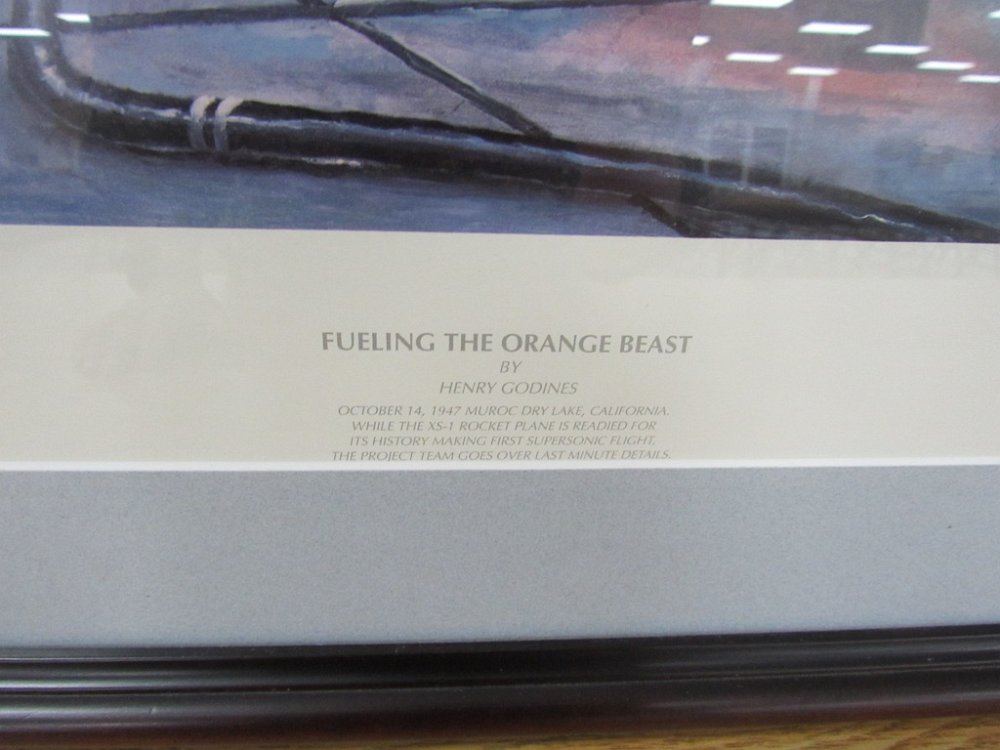 FUELING THE ORANGE BEAST
BY
HENRY GODINES
OCTOBER 14, 1947 MUROC DRY LAKE, CALIFORNIA.
WHILE THE XS-1 ROCKET PLANE IS READIED FOR
ITS HISTORY MAKING FIRST SUPERSONIC FLIGHT,
THE PROJECT TEAM GOES OVER LAST MINUTE DETAILS.